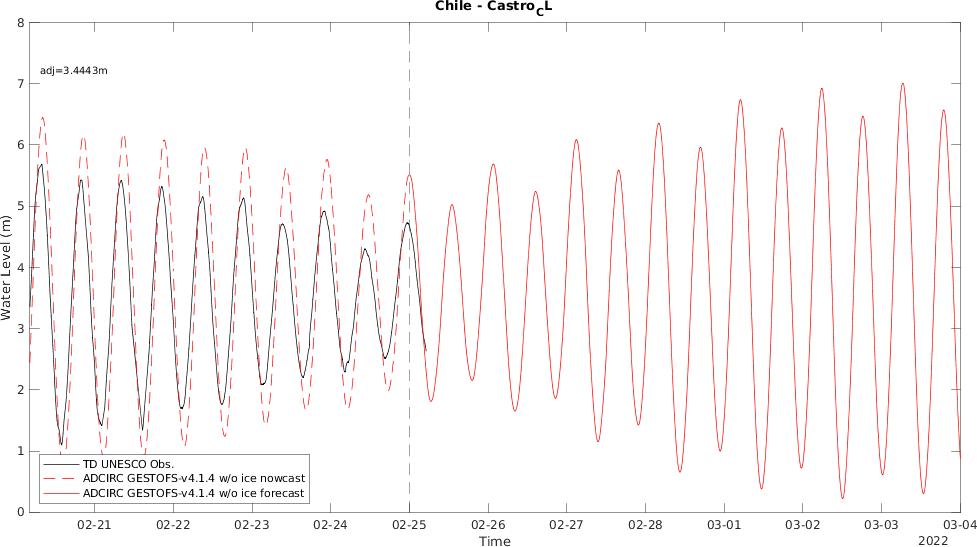 Chile - Castro_CL
8
7
6
5
4
3
2
1
0
Water Level (m)
adj=3.4443m
TD UNESCO Obs.
ADCIRC GESTOFS-v4.1.4 w/o ice nowcast
ADCIRC GESTOFS-v4.1.4 w/o ice forecast
02-21 02-22 02-23 02-24 02-25 02-26 02-27 02-28 03-01 03-02 03-03 03-04
Time
2022